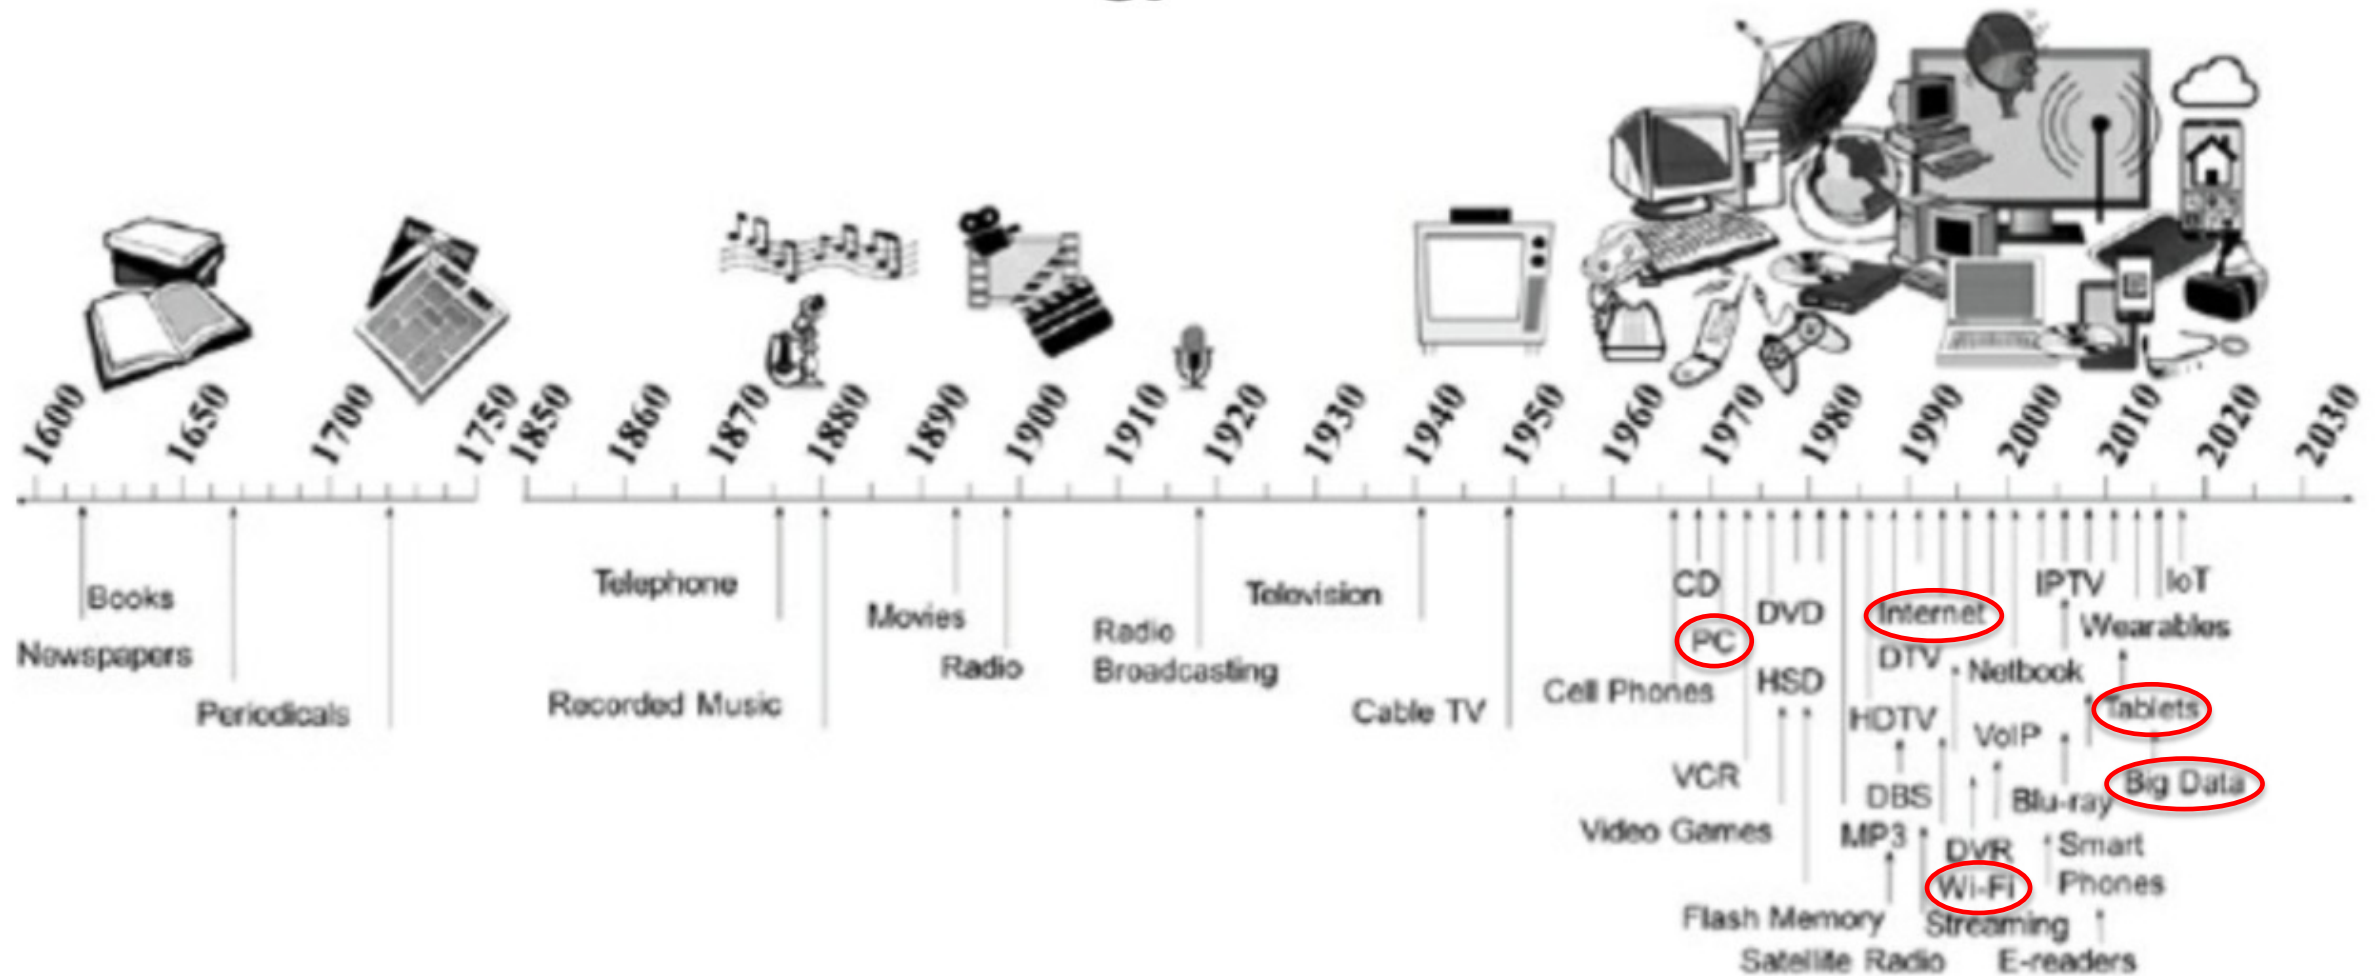 1600
1650
1700
1750
1850
1860
1870
1880
1890
1900
1910
1920
1930
1940
1950
1960
1970
1980
1990
2000
2010
2020
2030
Books
Newspapers
Periodicals
Telephone
Recorded Music
Movies
Radio
Radio
Broadcasting
Television
Cable TV
Cell Phones
CD
PC
VCR
Video Games
DVD
HSD
Flash Memory
Satellite Radio
MP3
DBS
HDTV
DTV
Internet
Netbook
VoIP
DVR
Wi-Fi
Streaming
E-readers
Smart
Phones
Blu-ray
IPTV
Big Data
Tablets
Wearables
IoT